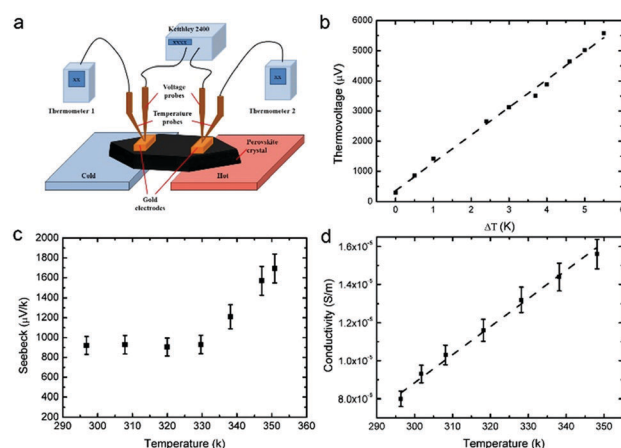 a
Keithley 2400
XXXX
XX
XX
Thermometer 1
Thermometer 2
Voltage
probes
Temperature
probes
Perovskite
crystal
Cold
Hot
Gold
electrodes
b
Thermovoltage (μV)
6000
5000
4000
3000
2000
1000
0
0 1 2 3 4 5 6
ΔT (K)
c
Seebeck (μV/k)
2000
1800
1600
1400
1200
1000
800
600
400
200
290 300 310 320 330 340 350 360
Temperature (k)
d
Conductivity (S/m)
1.6x10⁻⁵
1.4x10⁻⁵
1.2x10⁻⁵
1.0x10⁻⁵
8.0x10⁻⁶
290 300 310 320 330 340 350
Temperature (k)